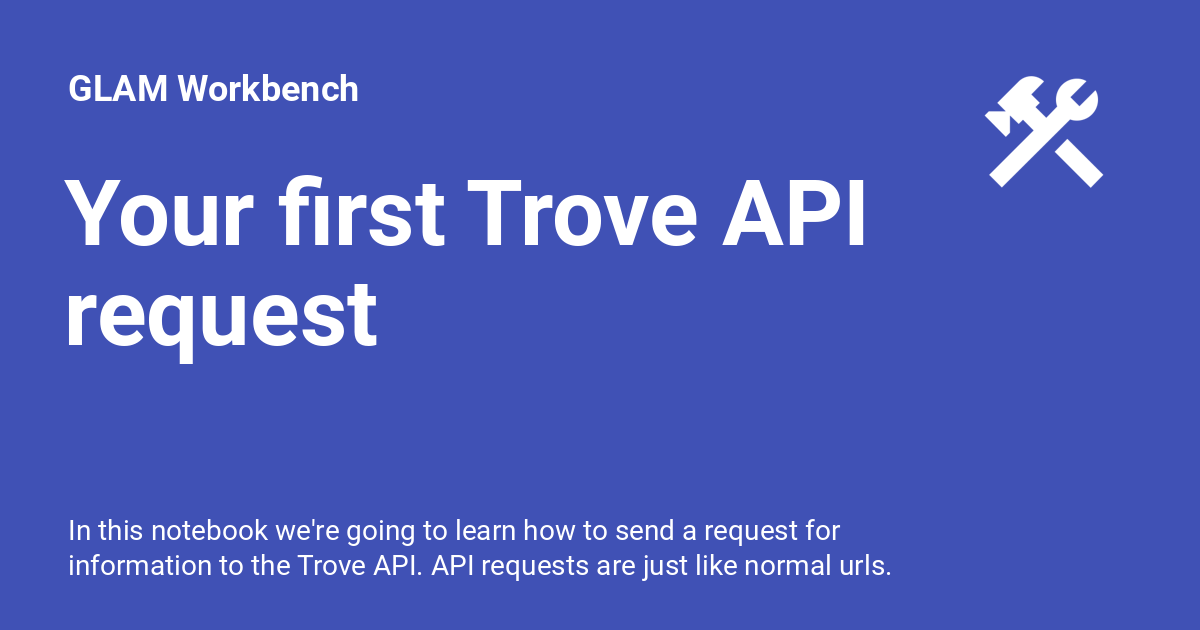 GLAM Workbench
Your first Trove API
request
In this notebook we're going to learn how to send a request for
information to the Trove API. API requests are just like normal urls.